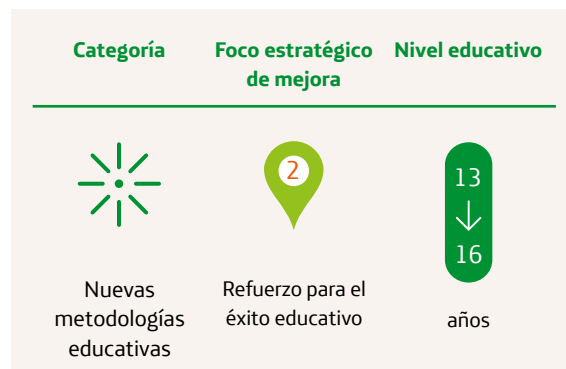 Categoría
Foco estratégico
de mejora
Nivel educativo
2
13
16
Nuevas
metodologías
educativas
Refuerzo para el
éxito educativo
años